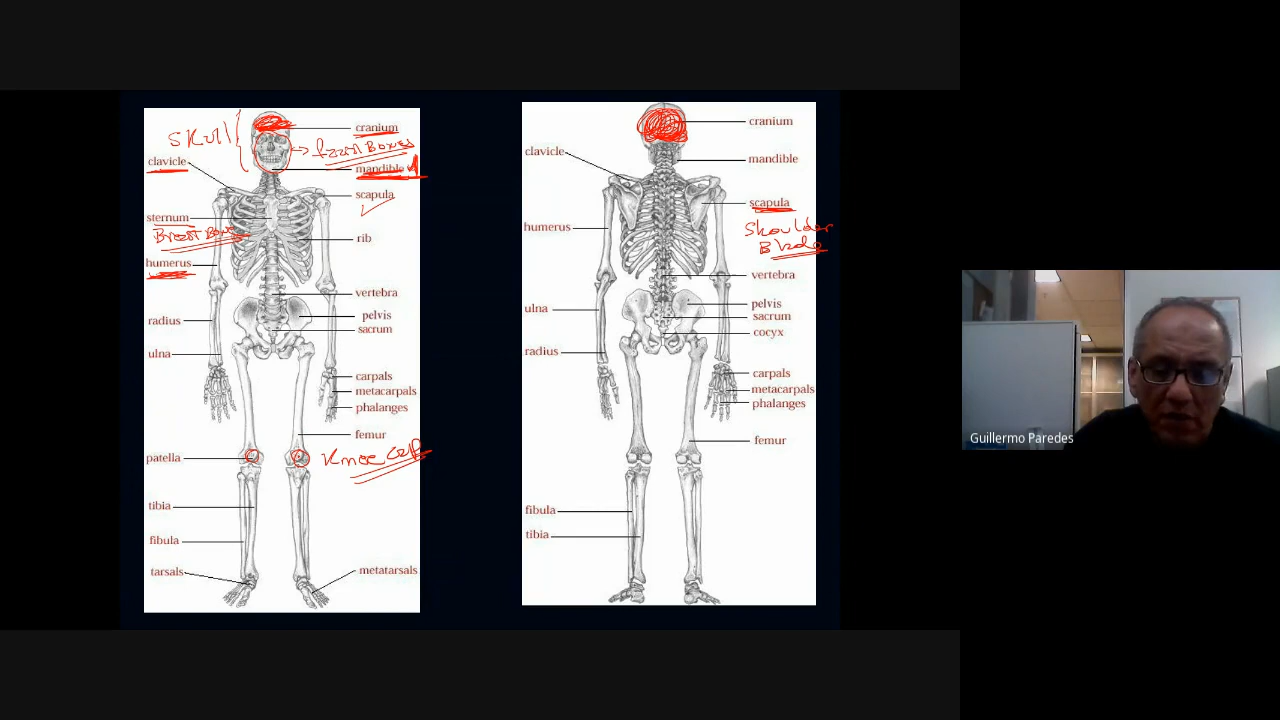 cranium
Skull
facial Bones
clavicle
mandible
scapula
sternum
Breast Bone
rib
humerus
vertebra
pelvis
radius
sacrum
ulna
carpals
metacarpals
phalanges
femur
patella
Knee Cap
tibia
fibula
tarsals
metatarsals
cranium
clavicle
mandible
scapula
humerus
Shoulder
Blade
vertebra
pelvis
ulna
sacrum
cocyx
radius
carpals
metacarpals
phalanges
femur
fibula
tibia
Guillermo Paredes